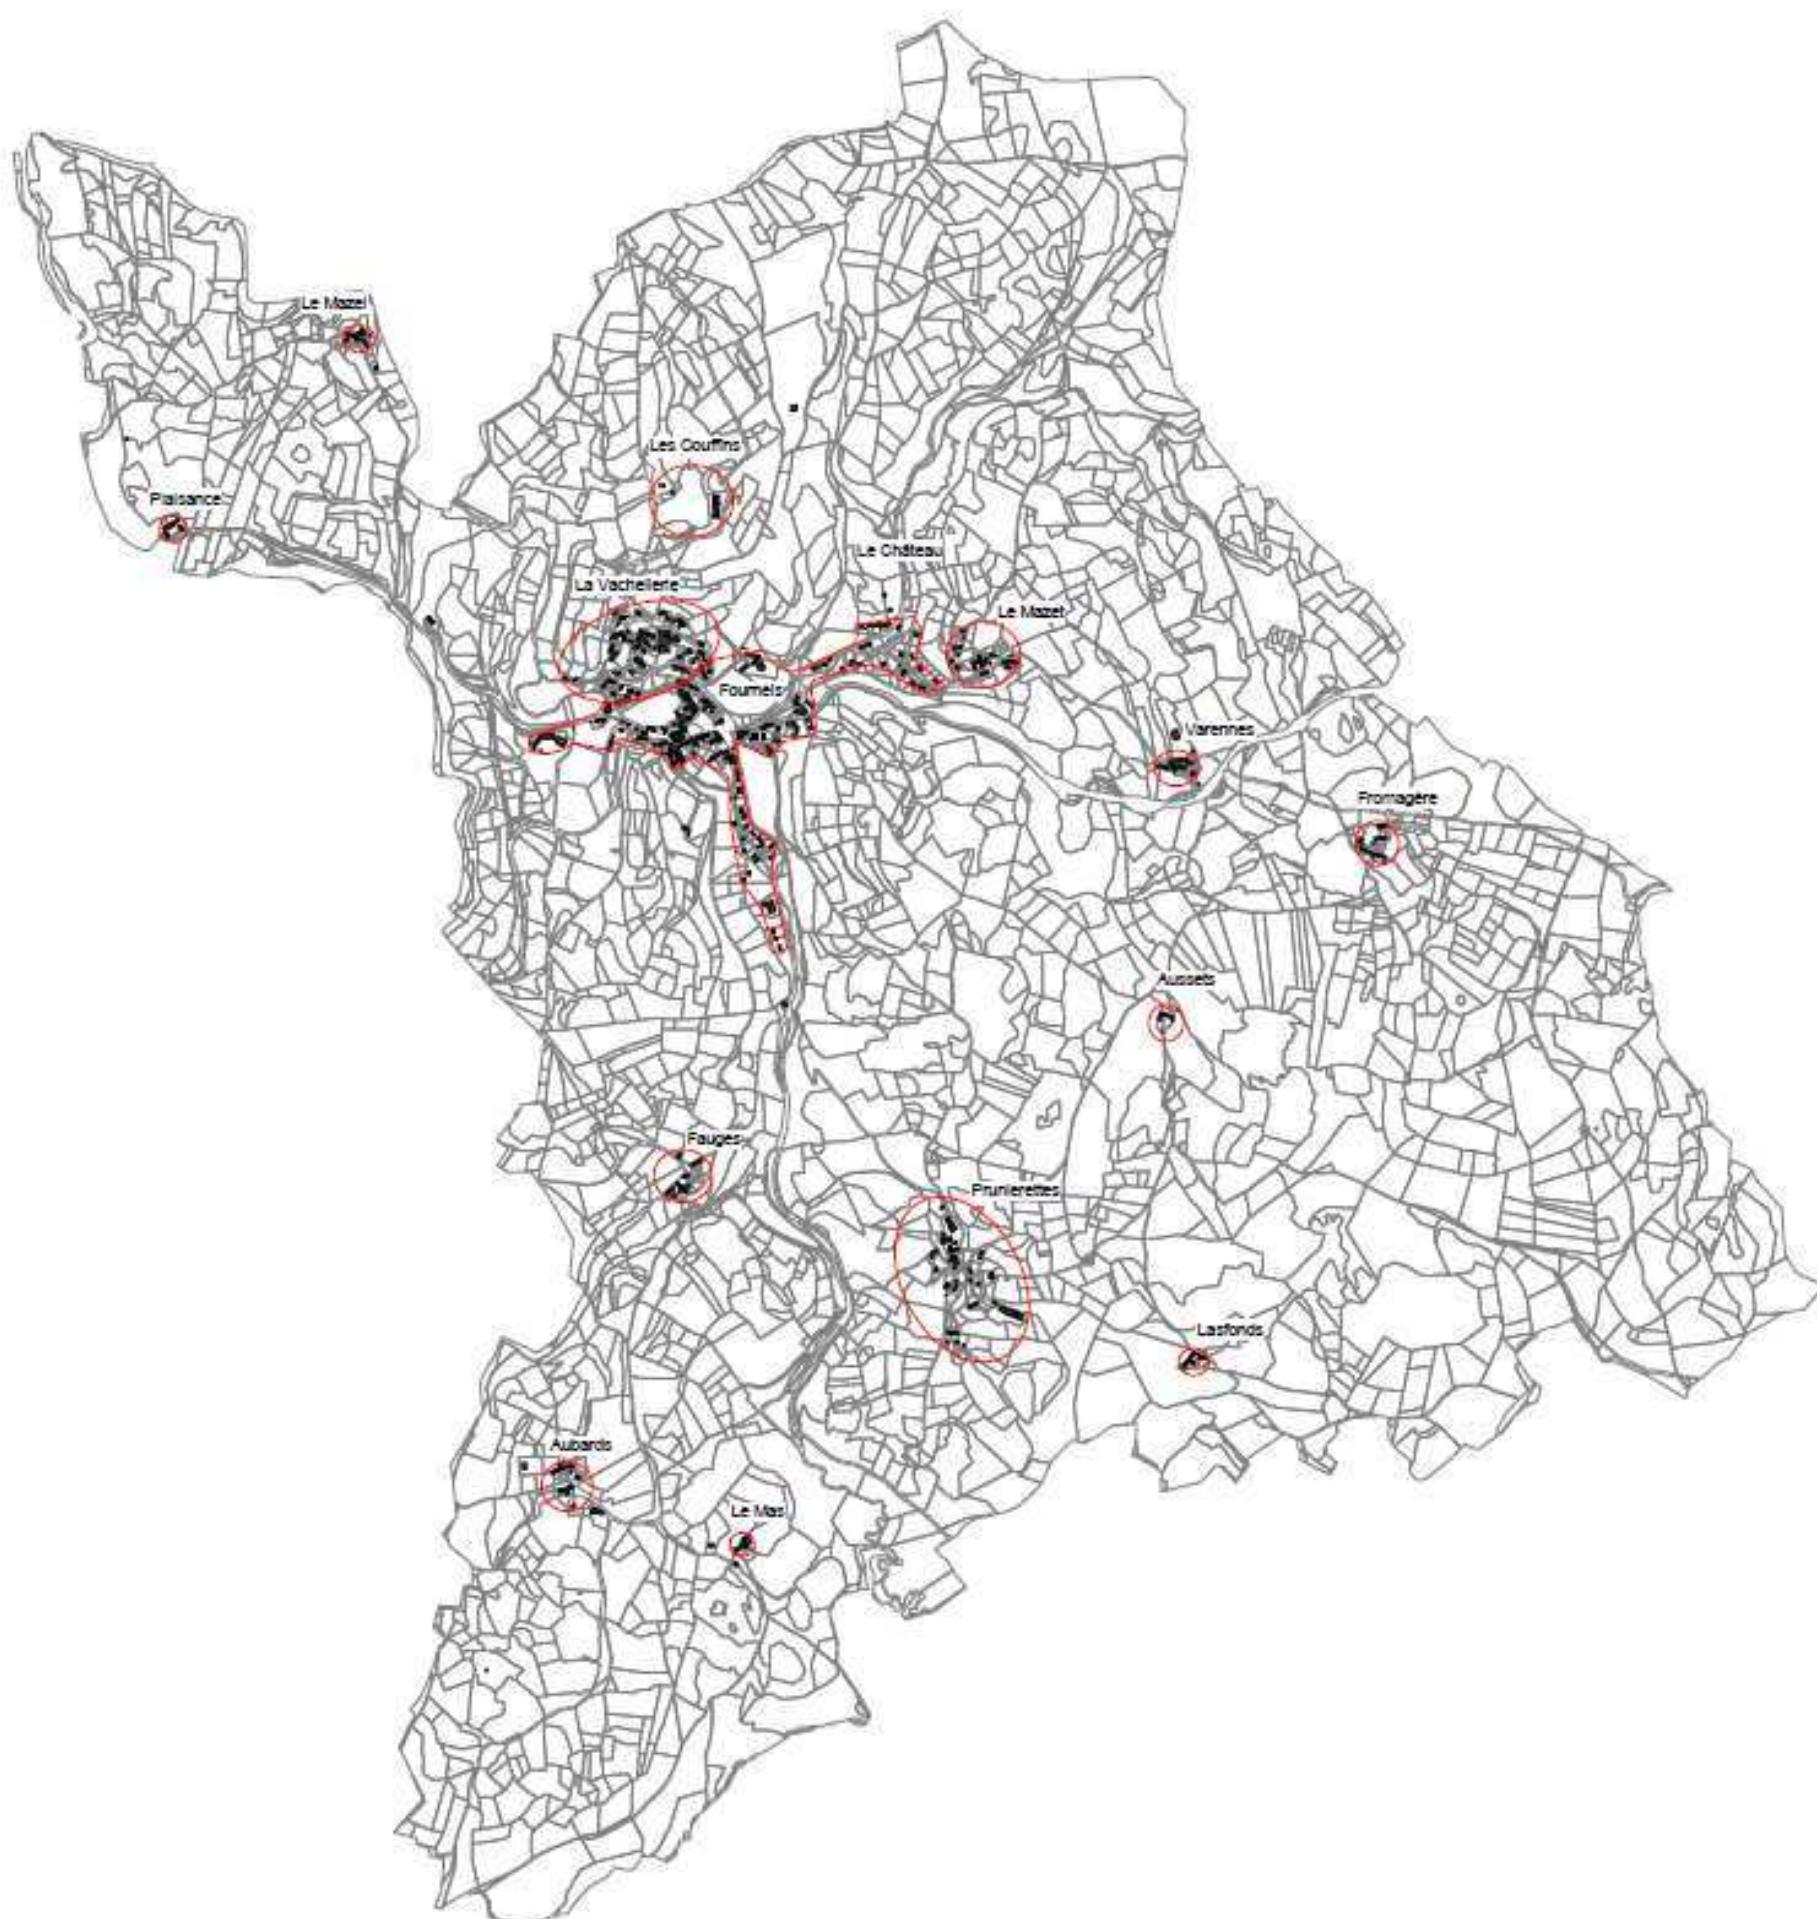 Le Mazel
Les Couffins
Plaisance
Le Château
La Vachellerie
Le Mazet
Fournels
Varennes
Fromagère
Aussets
Fauges
Prunierettes
Lasfonds
Aubards
Le Mas